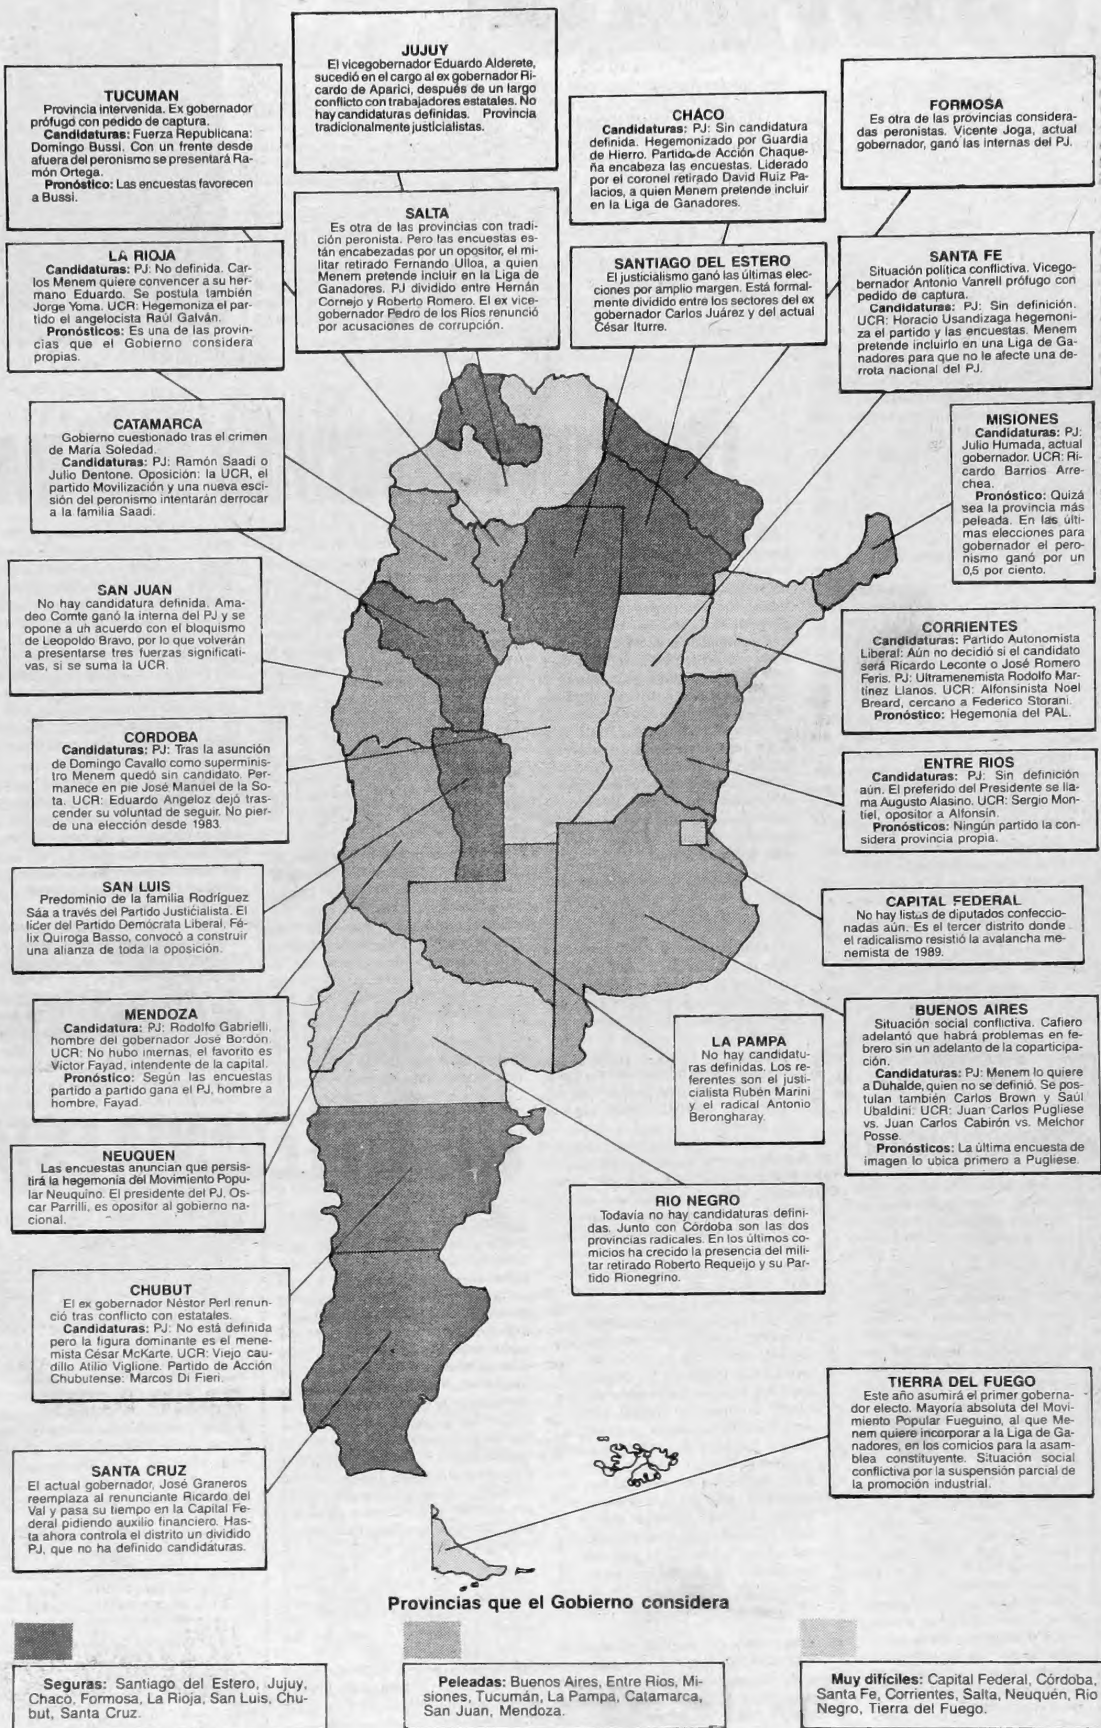 JUJUY
El vicegobernador Eduardo Alderete,
sucedió en el cargo al ex gobernador Ri-
cardo de Aparici, después de un largo
conflicto con trabajadores estatales. No
hay candidaturas definidas. Provincia
tradicionalmente justicialistas.
TUCUMAN
Provincia intervenida. Ex gobernador
prófugo con pedido de captura.
Candidaturas: Fuerza Republicana:
Domingo Bussi. Con un frente desde
afuera del peronismo se presentará Ra-
món Ortega.
Pronóstico: Las encuestas favorecen
a Bussi.
CHACO
Candidaturas: PJ: Sin candidatura
definida. Hegemonizado por Guardia
de Hierro. Partido de Acción Chaque-
ña encabeza las encuestas. Liderado
por el coronel retirado David Ruiz Pa-
lacios, a quien Menem pretende incluir
en la Liga de Ganadores.
FORMOSA
Es otra de las provincias considera-
das peronistas. Vicente Joga, actual
gobernador, ganó las internas del PJ.
SALTA
Es otra de las provincias con tradi-
ción peronista. Pero las encuestas es-
tán encabezadas por un opositor, el mi-
litar retirado Fernando Ulloa, a quien
Menem pretende incluir en la Liga de
Ganadores. PJ dividido entre Hernán
Cornejo y Roberto Romero. El ex vice-
gobernador Pedro de los Ríos renunció
por acusaciones de corrupción.
LA RIOJA
Candidaturas: PJ: No definida. Car-
los Menem quiere convencer a su her-
mano Eduardo. Se postula también
Jorge Yoma. UCR: Hegemoniza el par-
tido el angelocista Raúl Galván.
Pronósticos: Es una de las provin-
cias que el Gobierno considera
propias.
SANTIAGO DEL ESTERO
El justicialismo ganó las últimas elec-
ciones por amplio margen. Está formal-
mente dividido entre los sectores del ex
gobernador Carlos Juárez y del actual
César Iturre.
SANTA FE
Situación política conflictiva. Vicego-
bernador Antonio Vanrell prófugo con
pedido de captura.
Candidaturas: PJ: Sin definición.
UCR: Horacio Usandizaga hegemoni-
za el partido y las encuestas. Menem
pretende incluirlo en una Liga de Ga-
nadores para que no le afecte una de-
rrota nacional del PJ.
CATAMARCA
Gobierno cuestionado tras el crimen
de María Soledad.
Candidaturas: PJ: Ramón Saadi o
Julio Dentone. Oposición: la UCR, el
partido Movilización y una nueva esci-
sión del peronismo intentarán derrocar
a la familia Saadi.
MISIONES
Candidaturas: PJ:
Julio Humada, actual
gobernador. UCR: Ri-
cardo Barrios Arre-
chea.
Pronóstico: Quizá
sea la provincia más
peleada. En las últi-
mas elecciones para
gobernador el pero-
nismo ganó por un
0,5 por ciento.
SAN JUAN
No hay candidatura definida. Ama-
deo Comte ganó la interna del PJ y se
opone a un acuerdo con el bloquismo
de Leopoldo Bravo, por lo que volverán
a presentarse tres fuerzas significati-
vas, si se suma la UCR.
CORRIENTES
Candidaturas: Partido Autonomista
Liberal: Aún no decidió si el candidato
será Ricardo Leconte o José Romero
Feris. PJ: Ultramenemista Rodolfo Mar-
tínez Llanos. UCR: Alfonsinista Noel
Breard, cercano a Federico Storani.
Pronóstico: Hegemonía del PAL.
CORDOBA
Candidaturas: PJ: Tras la asunción
de Domingo Cavallo como superminis-
tro Menem quedó sin candidato. Per-
manece en pie José Manuel de la So-
ta. UCR: Eduardo Angeloz dejó tras-
cender su voluntad de seguir. No pier-
de una elección desde 1983.
ENTRE RIOS
Candidaturas: PJ: Sin definición
aún. El preferido del Presidente se lla-
ma Augusto Alasino. UCR: Sergio Mon-
tiel, opositor a Alfonsín.
Pronósticos: Ningún partido la con-
sidera provincia propia.
SAN LUIS
Predominio de la familia Rodríguez
Sáa a través del Partido Justicialista. El
líder del Partido Demócrata Liberal, Fé-
lix Quiroga Basso, convocó a construir
una alianza de toda la oposición.
CAPITAL FEDERAL
No hay listas de diputados confeccio-
nadas aún. Es el tercer distrito donde
el radicalismo resistió la avalancha me-
nemista de 1989.
MENDOZA
Candidatura: PJ: Rodolfo Gabrielli,
hombre del gobernador José Bordón.
UCR: No hubo internas, el favorito es
Víctor Fayad, intendente de la capital.
Pronóstico: Según las encuestas
partido a partido gana el PJ, hombre a
hombre, Fayad.
LA PAMPA
No hay candidatu-
ras definidas. Los re-
ferentes son el justi-
cialista Rubén Marini
y el radical Antonio
Berongharay.
BUENOS AIRES
Situación social conflictiva. Cafiero
adelantó que habrá problemas en fe-
brero sin un adelanto de la coparticipa-
ción.
Candidaturas: PJ: Menem lo quiere
a Duhalde, quien no se definió. Se pos-
tulan también Carlos Brown y Saúl
Ubaldini. UCR: Juan Carlos Pugliese
vs. Juan Carlos Cabirón vs. Melchor
Posse.
Pronósticos: La última encuesta de
imagen lo ubica primero a Pugliese.
NEUQUEN
Las encuestas anuncian que persis-
tirá la hegemonía del Movimiento Popu-
lar Neuquino. El presidente del PJ, Os-
car Parrilli, es opositor al gobierno na-
cional.
RIO NEGRO
Todavía no hay candidaturas defini-
das. Junto con Córdoba son las dos
provincias radicales. En los últimos co-
micios ha crecido la presencia del mili-
tar retirado Roberto Requeijo y su Par-
tido Rionegrino.
CHUBUT
El ex gobernador Néstor Perl renun-
ció tras conflicto con estatales.
Candidaturas: PJ: No está definida
pero la figura dominante es el mene-
mista César McKarte. UCR: Viejo cau-
dillo Atilio Viglione. Partido de Acción
Chubutense: Marcos Di Fieri.
TIERRA DEL FUEGO
Este año asumirá el primer goberna-
dor electo. Mayoría absoluta del Movi-
miento Popular Fueguino, al que Me-
nem quiere incorporar a la Liga de Ga-
nadores, en los comicios para la asam-
blea constituyente. Situación social
conflictiva por la suspensión parcial de
la promoción industrial.
SANTA CRUZ
El actual gobernador, José Graneros
reemplaza al renunciante Ricardo del
Val y pasa su tiempo en la Capital Fe-
deral pidiendo auxilio financiero. Has-
ta ahora controla el distrito un dividido
PJ, que no ha definido candidaturas.
Provincias que el Gobierno considera
Seguras: Santiago del Estero, Jujuy,
Chaco, Formosa, La Rioja, San Luis, Chu-
but, Santa Cruz.
Peleadas: Buenos Aires, Entre Ríos, Mi-
siones, Tucumán, La Pampa, Catamarca,
San Juan, Mendoza.
Muy difíciles: Capital Federal, Córdoba,
Santa Fe, Corrientes, Salta, Neuquén, Río
Negro, Tierra del Fuego.